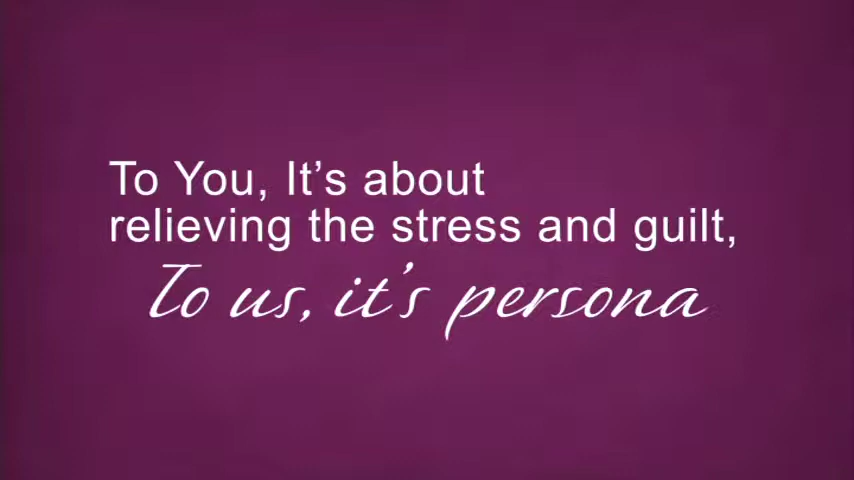 To You, It’s about
relieving the stress and guilt,
To us, it’s persona